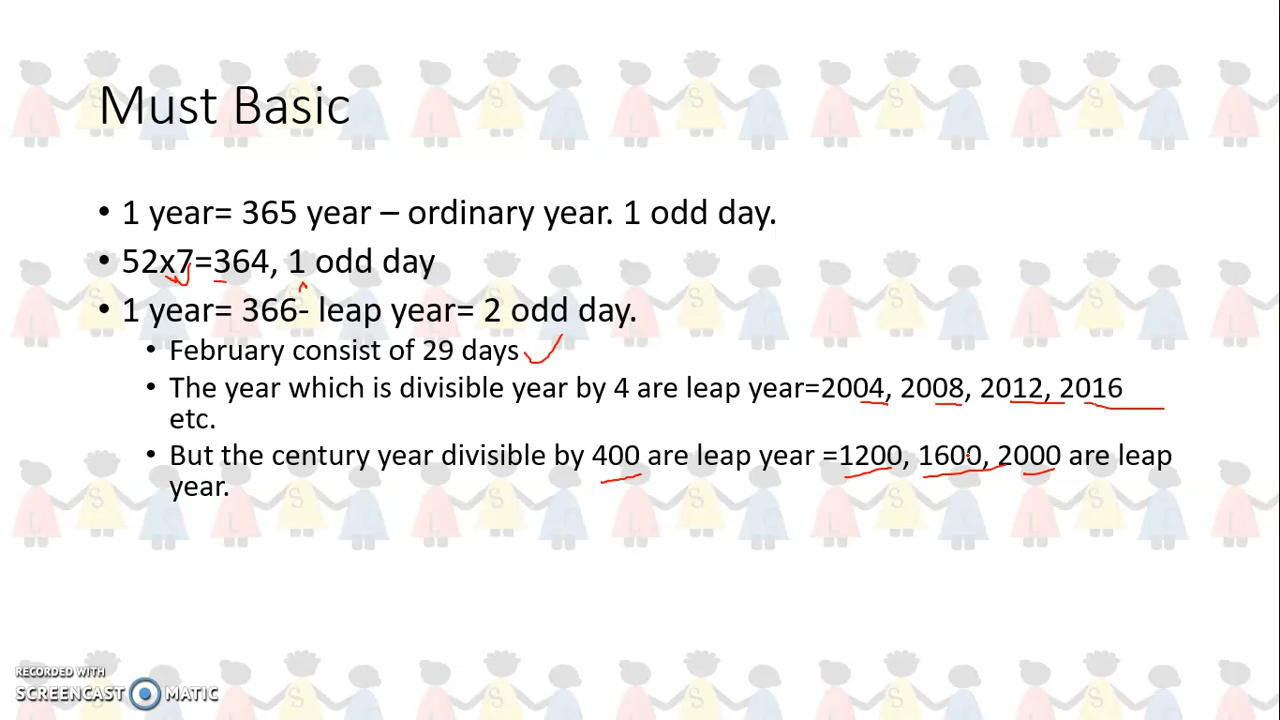 Must Basic
• 1 year= 365 year – ordinary year. 1 odd day.
• 52x7=364, 1 odd day
• 1 year= 366- leap year= 2 odd day.
• February consist of 29 days
• The year which is divisible year by 4 are leap year=2004, 2008, 2012, 2016
etc.
• But the century year divisible by 400 are leap year =1200, 1600, 2000 are leap
year.
RECORDED WITH
SCREENCAST MATIC